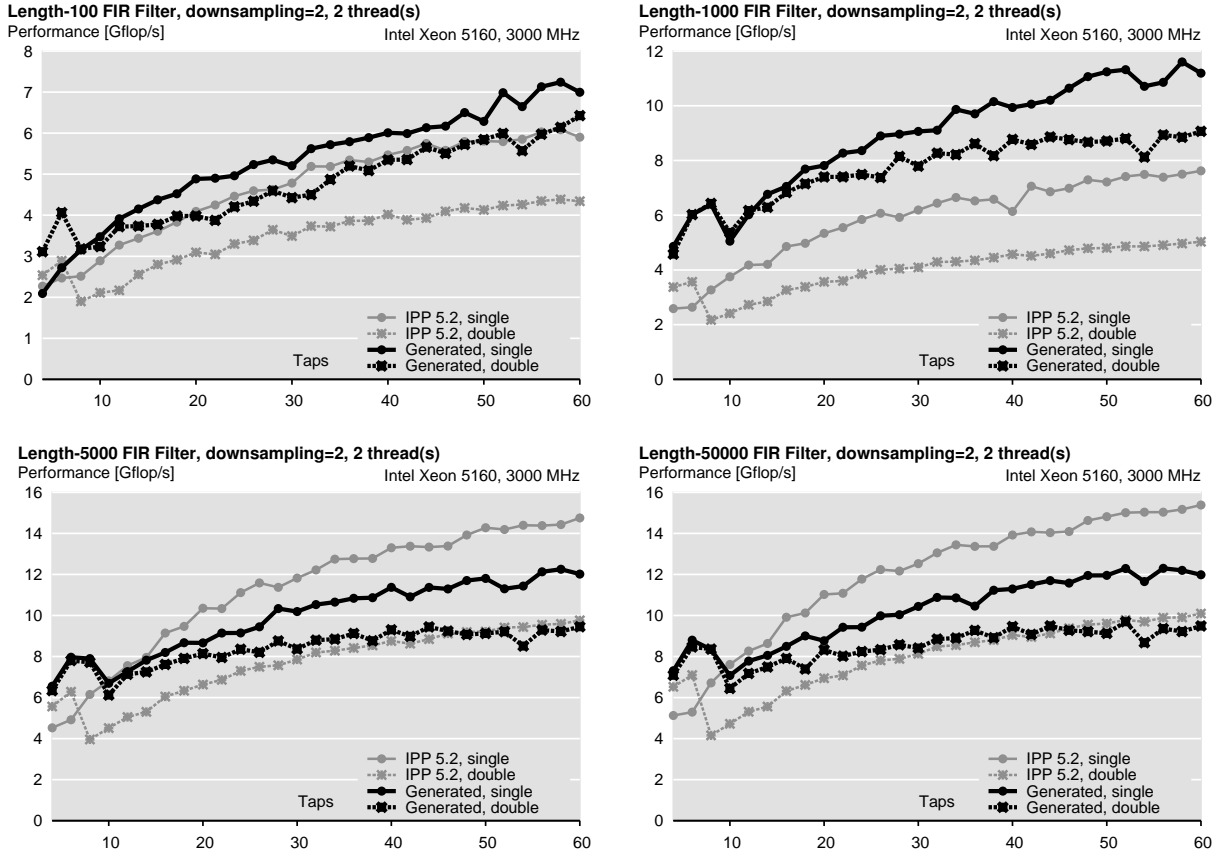 Length-100 FIR Filter, downsampling=2, 2 thread(s)
Performance [Gflop/s]
Intel Xeon 5160, 3000 MHz
8
7
6
5
4
3
2
1
0
IPP 5.2, single
IPP 5.2, double
Generated, single
Generated, double
Taps
10
20
30
40
50
60
Length-1000 FIR Filter, downsampling=2, 2 thread(s)
Performance [Gflop/s]
Intel Xeon 5160, 3000 MHz
12
10
8
6
4
2
0
IPP 5.2, single
IPP 5.2, double
Generated, single
Generated, double
Taps
10
20
30
40
50
60
Length-5000 FIR Filter, downsampling=2, 2 thread(s)
Performance [Gflop/s]
Intel Xeon 5160, 3000 MHz
16
14
12
10
8
6
4
2
0
IPP 5.2, single
IPP 5.2, double
Generated, single
Generated, double
Taps
10
20
30
40
50
60
Length-50000 FIR Filter, downsampling=2, 2 thread(s)
Performance [Gflop/s]
Intel Xeon 5160, 3000 MHz
16
14
12
10
8
6
4
2
0
IPP 5.2, single
IPP 5.2, double
Generated, single
Generated, double
Taps
10
20
30
40
50
60